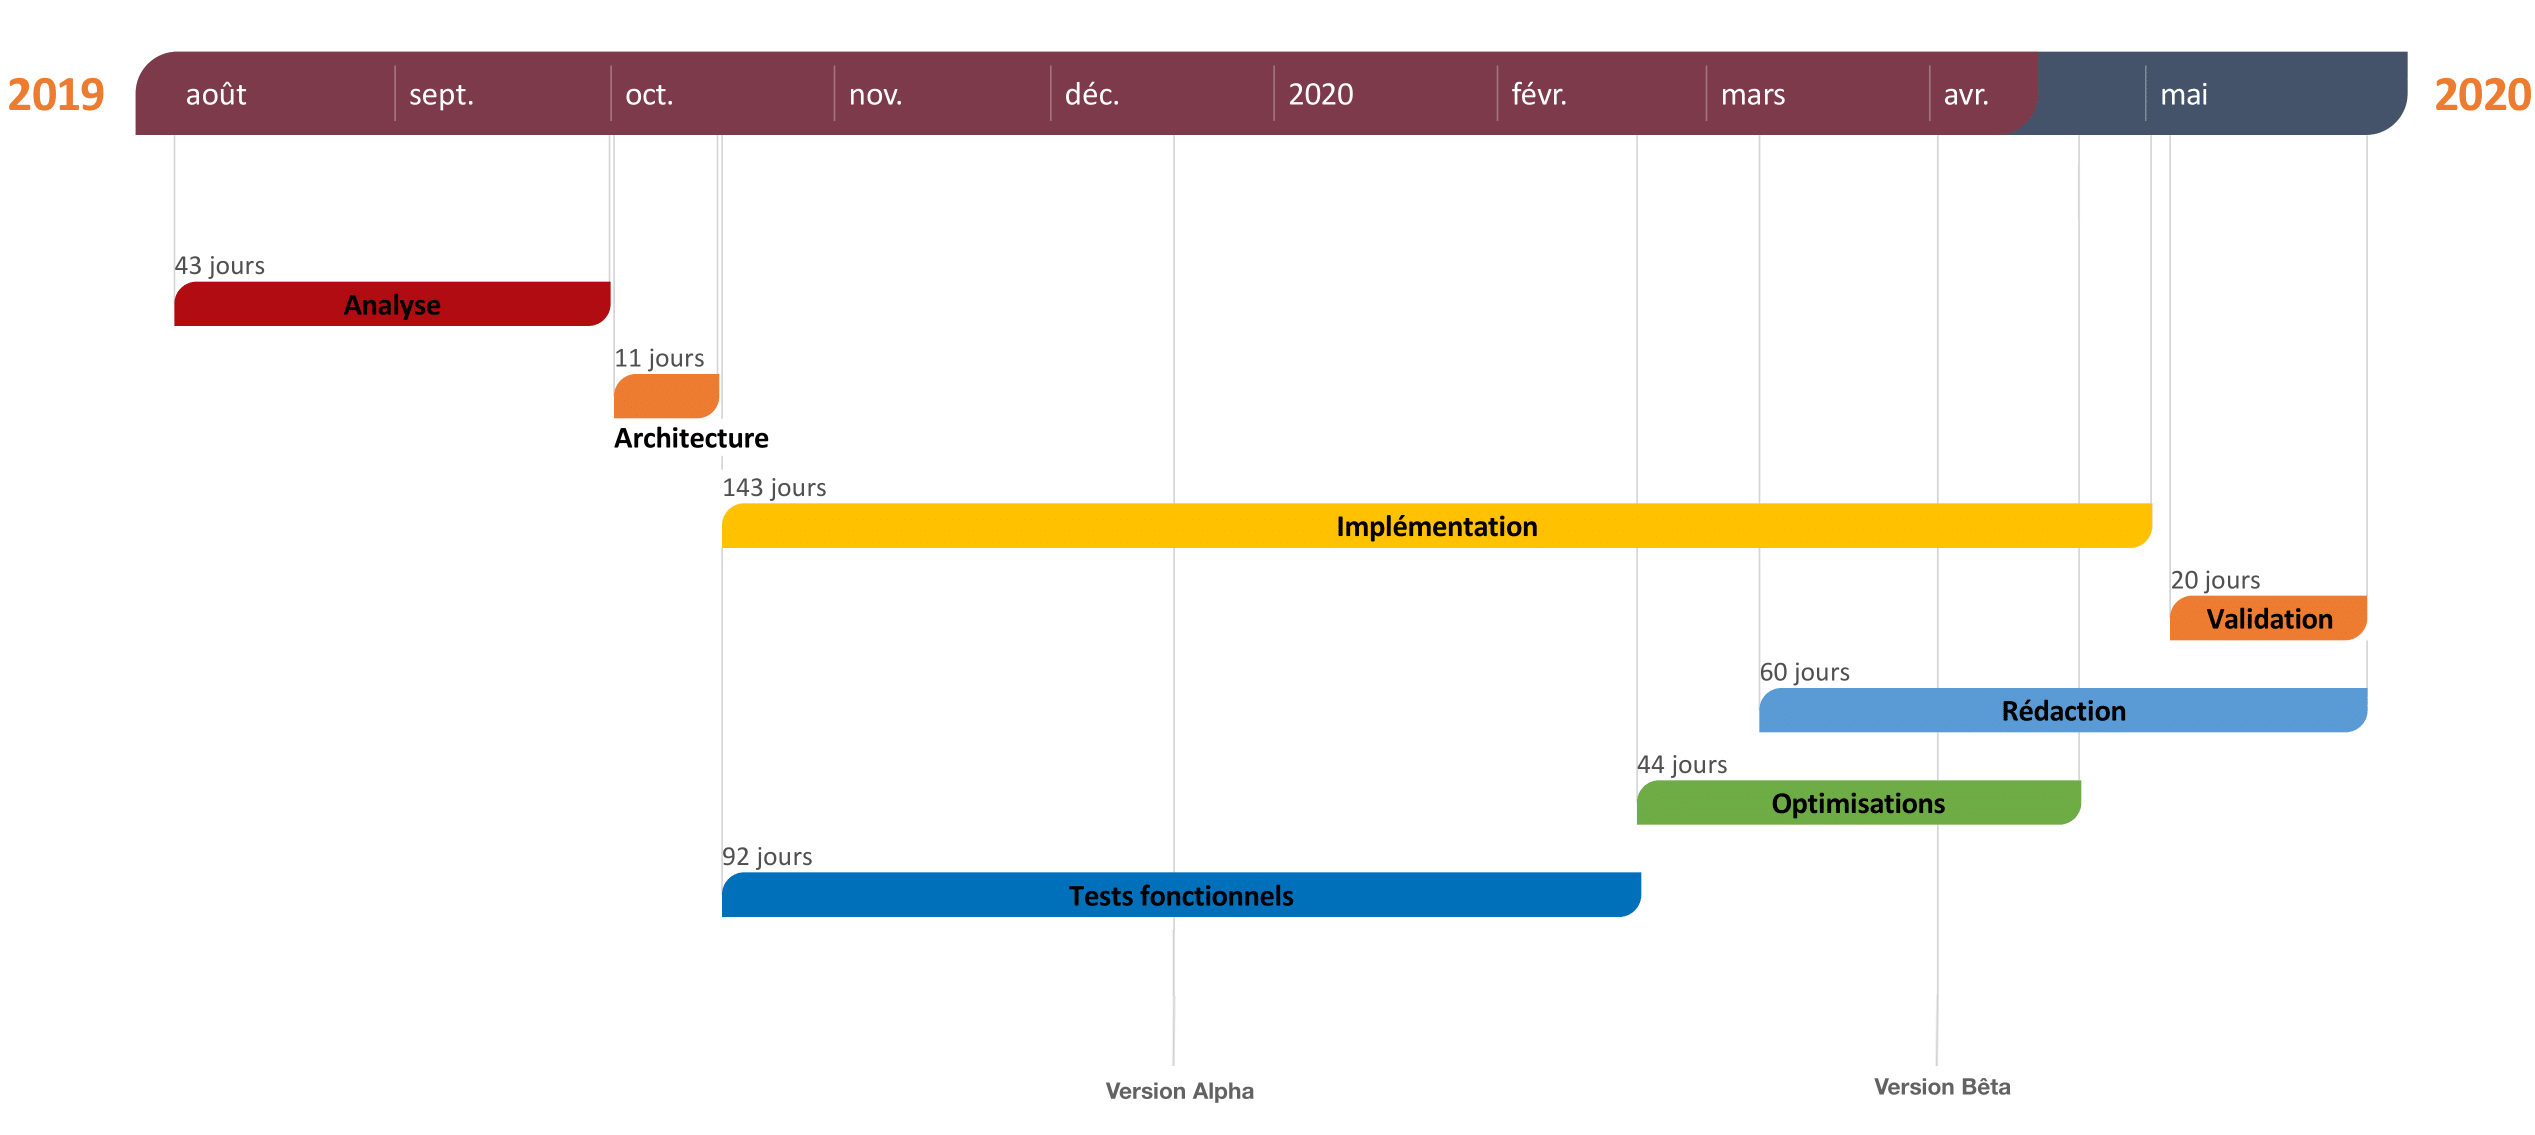 2019 août sept. oct. nov. déc. 2020 févr. mars avr. mai 2020
43 jours
Analyse
11 jours
Architecture
143 jours
Implémentation
20 jours
Validation
60 jours
Rédaction
44 jours
Optimisations
92 jours
Tests fonctionnels
Version Alpha
Version Bêta